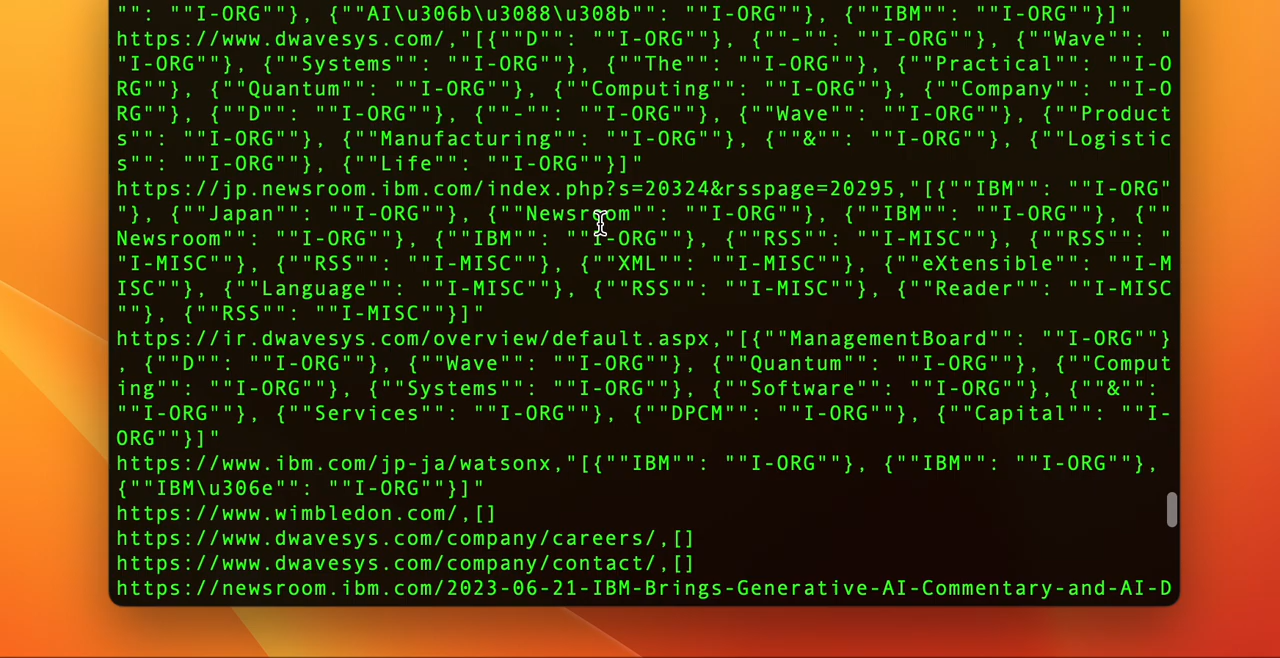 "": ""I-ORG""}, {""AI\u306b\u3088\u308b"": ""I-ORG""}, {""IBM"": ""I-ORG""}]"
https://www.dwavesys.com/,"[{""D"": ""I-ORG""}, {""-"": ""I-ORG""}, {""Wave"": "
"I-ORG""}, {""Systems"": ""I-ORG""}, {""The"": ""I-ORG""}, {""Practical"": ""I-O
RG""}, {""Quantum"": ""I-ORG""}, {""Computing"": ""I-ORG""}, {""Company"": ""I-O
RG""}, {""D"": ""I-ORG""}, {""-"": ""I-ORG""}, {""Wave"": ""I-ORG""}, {""Product
s"": ""I-ORG""}, {""Manufacturing"": ""I-ORG""}, {""&"": ""I-ORG""}, {""Logistic
s"": ""I-ORG""}, {""Life"": ""I-ORG""}]"
https://jp.newsroom.ibm.com/index.php?s=20324&rsspage=20295,"[{""IBM"": ""I-ORG"
"}, {""Japan"": ""I-ORG""}, {""Newsroom"": ""I-ORG""}, {""IBM"": ""I-ORG""}, {""
Newsroom"": ""I-ORG""}, {""IBM"": ""I-ORG""}, {""RSS"": ""I-MISC""}, {""RSS"": "
"I-MISC""}, {""RSS"": ""I-MISC""}, {""XML"": ""I-MISC""}, {""eXtensible"": ""I-M
ISC""}, {""Language"": ""I-MISC""}, {""RSS"": ""I-MISC""}, {""Reader"": ""I-MISC
""}, {""RSS"": ""I-MISC""}]"
https://ir.dwavesys.com/overview/default.aspx,"[{""ManagementBoard"": ""I-ORG""}
, {""D"": ""I-ORG""}, {""Wave"": ""I-ORG""}, {""Quantum"": ""I-ORG""}, {""Comput
ing"": ""I-ORG""}, {""Systems"": ""I-ORG""}, {""Software"": ""I-ORG""}, {""&"": 
""I-ORG""}, {""Services"": ""I-ORG""}, {""DPCM"": ""I-ORG""}, {""Capital"": ""I-
ORG""}]"
https://www.ibm.com/jp-ja/watsonx,"[{""IBM"": ""I-ORG""}, {""IBM"": ""I-ORG""}, 
{""IBM\u306e"": ""I-ORG""}]"
https://www.wimbledon.com/,[]
https://www.dwavesys.com/company/careers/,[]
https://www.dwavesys.com/company/contact/,[]
https://newsroom.ibm.com/2023-06-21-IBM-Brings-Generative-AI-Commentary-and-AI-D